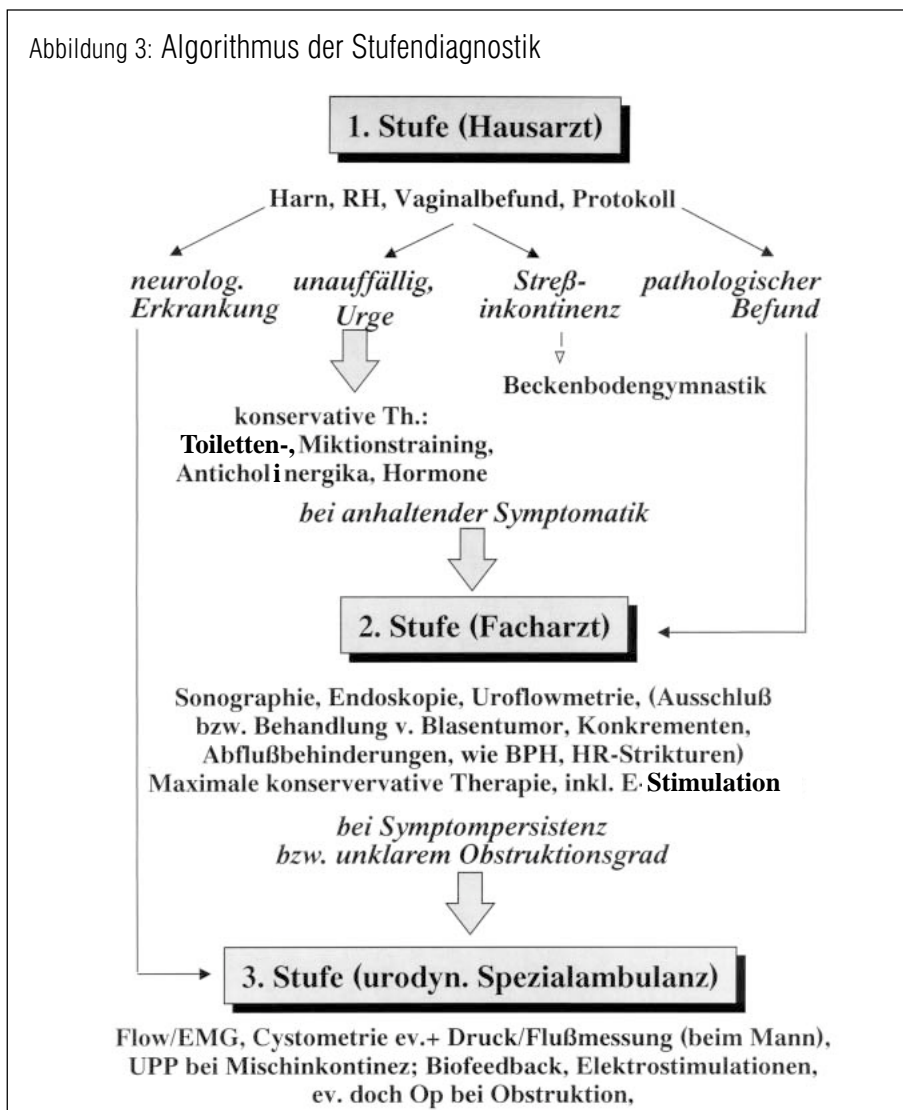 Abbildung 3: Algorithmus der Stufendiagnostik
1. Stufe (Hausarzt)
Harn, RH, Vaginalbefund, Protokoll
neurolog.
Erkrankung
unauffällig,
Urge
Streß-
inkontinenz
pathologischer
Befund
Beckenbodengymnastik
konservative Th.:
Toiletten-, Miktionstraining,
Anticholinergika, Hormone
bei anhaltender Symptomatik
2. Stufe (Facharzt)
Sonographie, Endoskopie, Uroflowmetrie, (Ausschluß
bzw. Behandlung v. Blasentumor, Konkrementen,
Abflußbehinderungen, wie BPH, HR-Strikturen)
Maximale konservervative Therapie, inkl. E-Stimulation
bei Symptompersistenz
bzw. unklarem Obstruktionsgrad
3. Stufe (urodyn. Spezialambulanz)
Flow/EMG, Cystometrie ev.+ Druck/Flußmessung (beim Mann),
UPP bei Mischinkontinez; Biofeedback, Elektrostimulationen,
ev. doch Op bei Obstruktion,